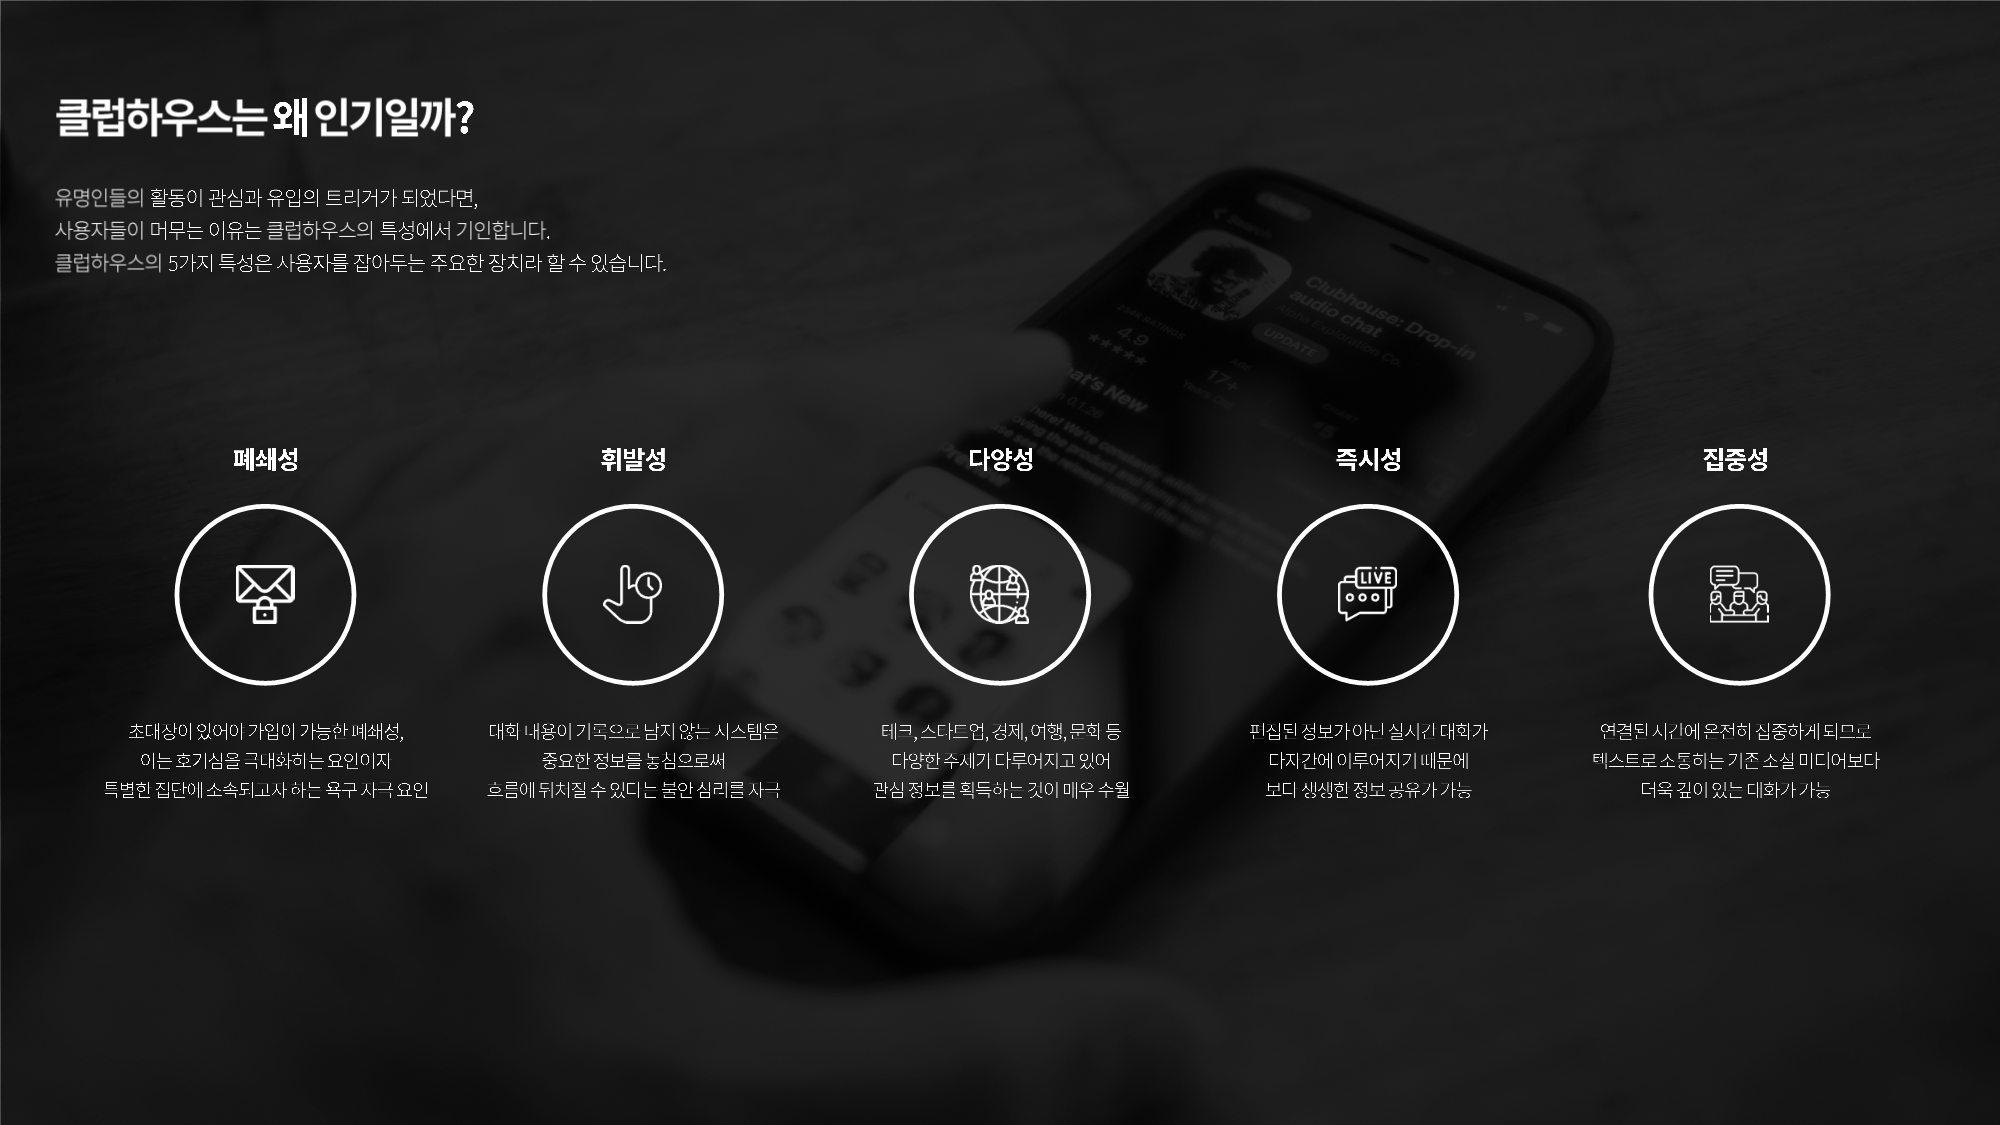 클럽하우스는 왜 인기일까?
유명인들의 활동이 관심과 유입의 트리거가 되었다면,
사용자들이 머무는 이유는 클럽하우스의 특성에서 기인합니다.
클럽하우스의 5가지 특성은 사용자를 잡아두는 주요한 장치라 할 수 있습니다.
폐쇄성
초대장이 있어야 가입이 가능한 폐쇄성,
이는 호기심을 극대화하는 요인이자
특별한 집단에 소속되고자 하는 욕구 자극 요인
휘발성
대화 내용이 기록으로 남지 않는 시스템은
중요한 정보를 놓침으로써
흐름에 뒤처질 수 있다는 불안 심리를 자극
다양성
테크, 스타트업, 경제, 여행, 문화 등
다양한 주제가 다루어지고 있어
관심 정보를 획득하는 것이 매우 수월
즉시성
LIVE
편집된 정보가 아닌 실시간 대화가
다자간에 이루어지기 때문에
보다 생생한 정보 공유가 가능
집중성
연결된 시간에 온전히 집중하게 되므로
텍스트로 소통하는 기존 소셜 미디어보다
더욱 깊이 있는 대화가 가능
Clubhouse: Drop-in
audio chat
Alpha Exploration Co.
UPDATE
4.9
17+
at's New